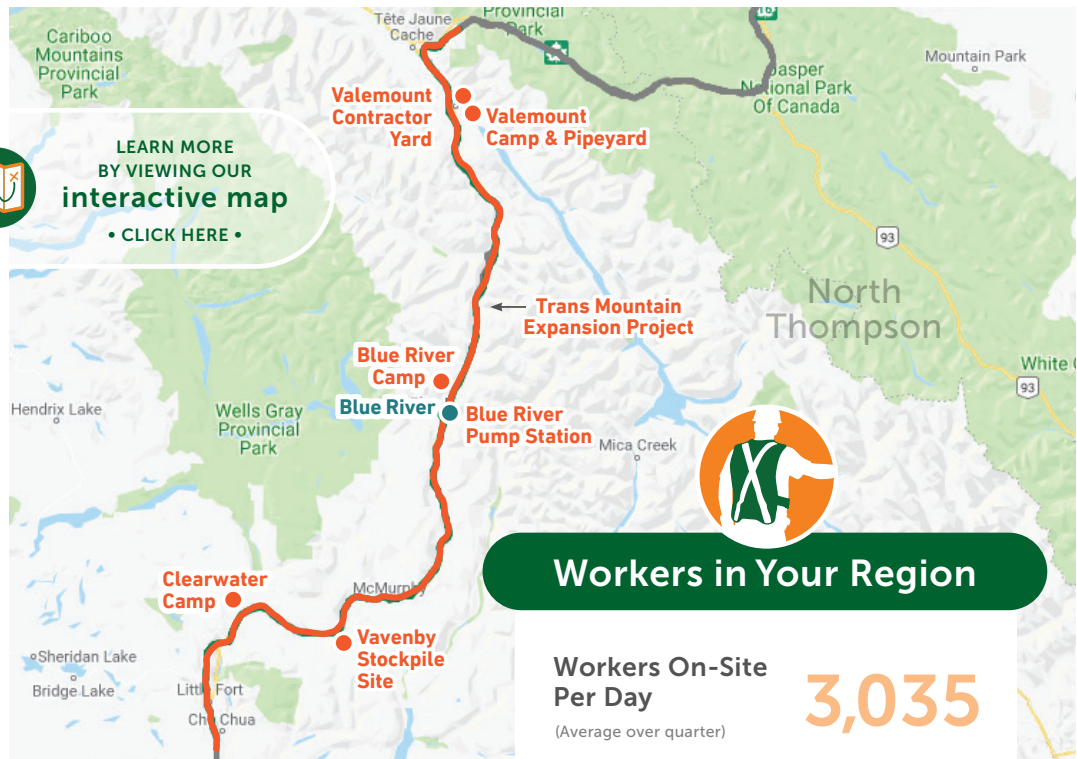 Tête Jaune
Cache
Provincial
Park
16
Cariboo
Mountains
Provincial
Park
Jasper
National Park
Of Canada
Mountain Park
Valemount
Contractor
Yard
Valemount
Camp & Pipeyard
LEARN MORE
BY VIEWING OUR
interactive map
• CLICK HERE •
93
North
Thompson
Trans Mountain
Expansion Project
Blue River
Camp
Blue River
Blue River
Pump Station
White
93
Hendrix Lake
Wells Gray
Provincial
Park
Mica Creek
Workers in Your Region
Clearwater
Camp
McMurphy
Vavenby
Stockpile
Site
Sheridan Lake
Bridge Lake
Little Fort
Chu Chua
Workers On-Site
Per Day
(Average over quarter)
3,035